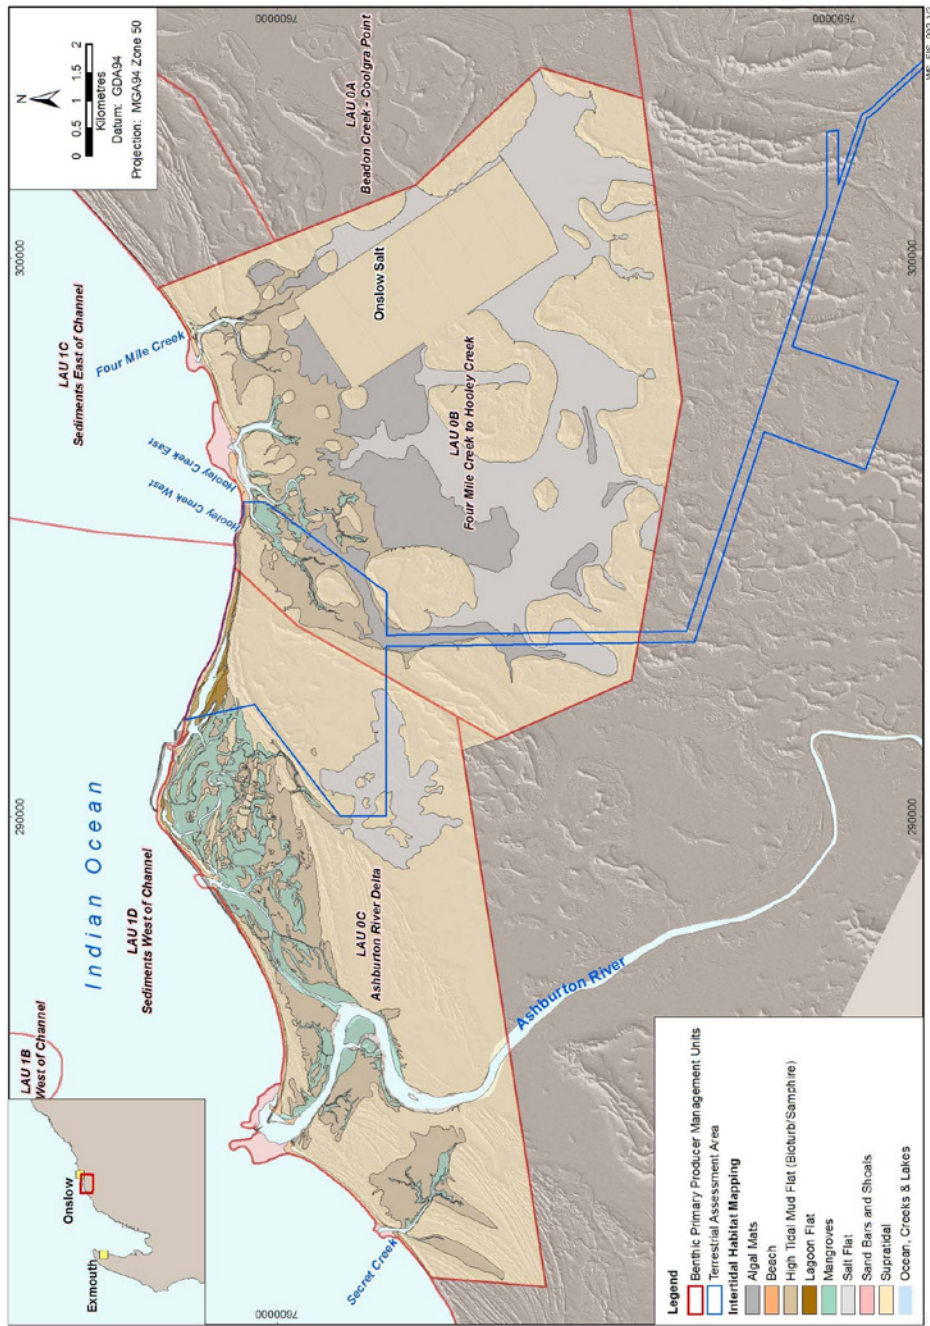 Indian Ocean
LAU 1B
West of Channel
LAU 1D
Sediments West of Channel
LAU 1C
Sediments East of Channel
Secret Creek
Hooley Creek West
Hooley Creek East
Four Mile Creek
LAU 0C
Ashburton River Delta
LAU 0B
Four Mile Creek to Hooley Creek
LAU 0A
Beadon Creek - Coolgra Point
Onslow Salt
Ashburton River
Exmouth
Onslow
290000
300000
7600000
7600000
290000
300000
7590000
N
0 0.5 1 1.5 2
Kilometres
Datum: GDA94
Projection: MGA94 Zone 50
Legend
Benthic Primary Producer Management Units
Terrestrial Assessment Area
Intertidal Habitat Mapping
Algal Mats
Beach
High Tidal Mud Flat (Bioturb/Samphire)
Lagoon Flat
Mangroves
Salt Flat
Sand Bars and Shoals
Supratidal
Ocean, Creeks & Lakes